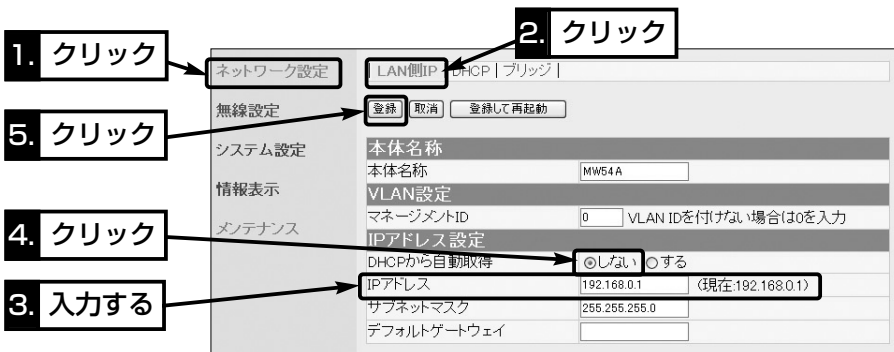 1. クリック
2. クリック
ネットワーク設定
| LAN側IP | DHCP | ブリッジ |
無線設定
登録 取消 登録して再起動
5. クリック
システム設定
本体名称
本体名称 MW54A
情報表示
VLAN設定
マネージメントID 0 VLAN IDを付けない場合は0を入力
メンテナンス
4. クリック
IPアドレス設定
DHCPから自動取得 しない する
3. 入力する
IPアドレス 192.168.0.1 (現在:192.168.0.1)
サブネットマスク 255.255.255.0
デフォルトゲートウェイ